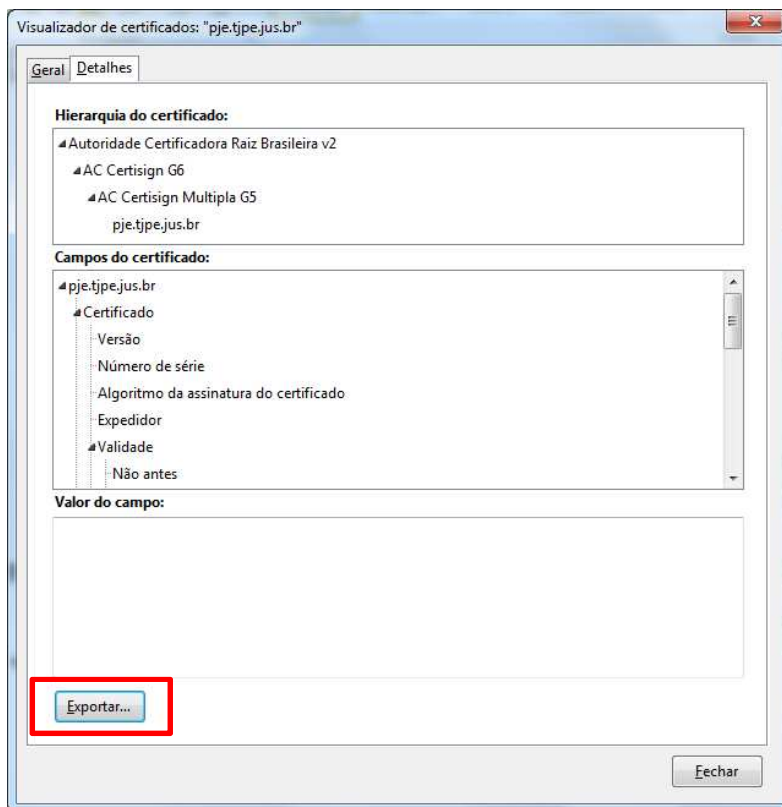 Visualizador de certificados: "pje.tjpe.jus.br"
Geral Detalhes
Hierarquia do certificado:
Autoridade Certificadora Raiz Brasileira v2
AC Certisign G6
AC Certisign Multipla G5
pje.tjpe.jus.br
Campos do certificado:
pje.tjpe.jus.br
Certificado
Versão
Número de série
Algoritmo da assinatura do certificado
Expedidor
Validade
Não antes
Valor do campo:
Exportar...
Fechar